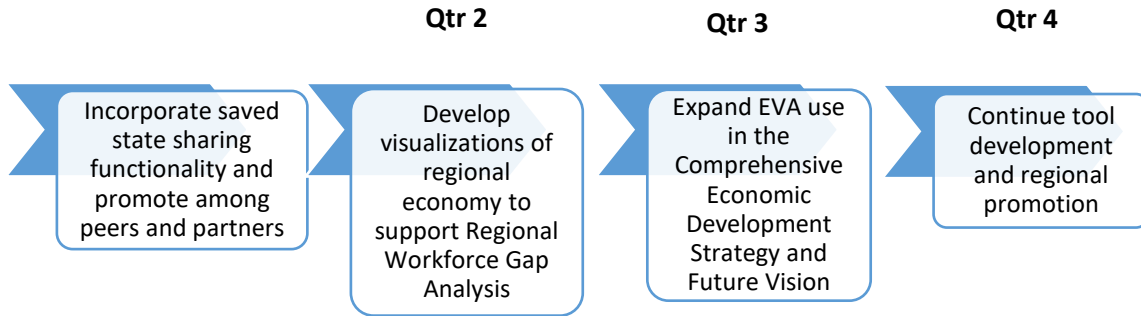 Qtr 2
Qtr 3
Qtr 4
Incorporate saved
state sharing
functionality and
promote among
peers and partners
Develop
visualizations of
regional
economy to
support Regional
Workforce Gap
Analysis
Expand EVA use
in the
Comprehensive
Economic
Development
Strategy and
Future Vision
Continue tool
development
and regional
promotion